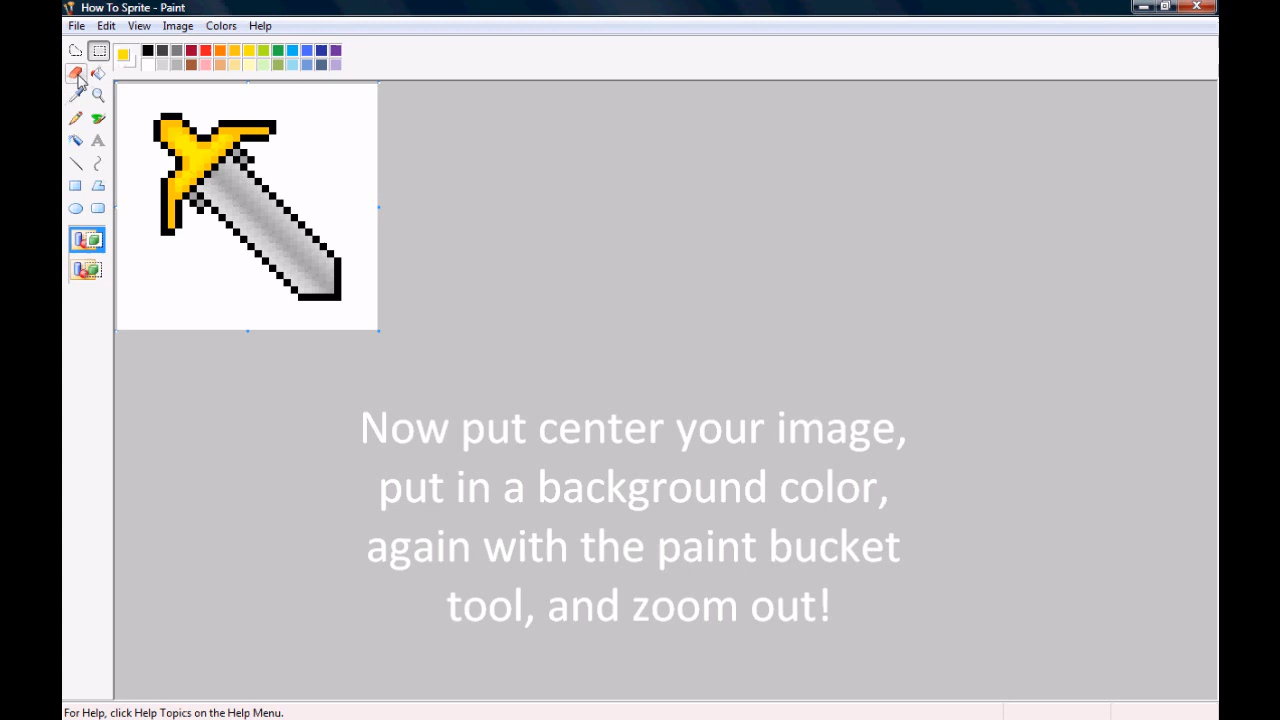 How To Sprite - Paint
File Edit View Image Colors Help
A
Now put center your image,
put in a background color,
again with the paint bucket
tool, and zoom out!
For Help, click Help Topics on the Help Menu.